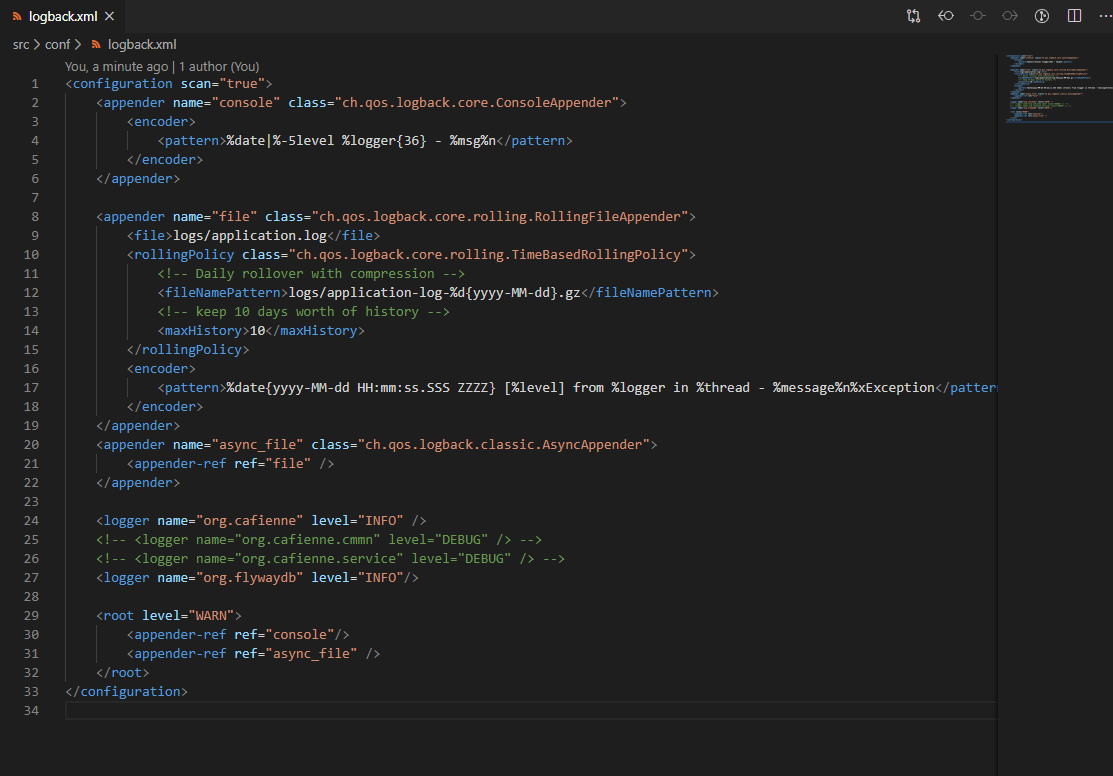 logback.xml
src > conf > logback.xml
You, a minute ago | 1 author (You)
1 <configuration scan="true">
2     <appender name="console" class="ch.qos.logback.core.ConsoleAppender">
3         <encoder>
4             <pattern>%date|%-5level %logger{36} - %msg%n</pattern>
5         </encoder>
6     </appender>
7
8     <appender name="file" class="ch.qos.logback.core.rolling.RollingFileAppender">
9         <file>logs/application.log</file>
10         <rollingPolicy class="ch.qos.logback.core.rolling.TimeBasedRollingPolicy">
11             <!-- Daily rollover with compression -->
12             <fileNamePattern>logs/application-log-%d{yyyy-MM-dd}.gz</fileNamePattern>
13             <!-- keep 10 days worth of history -->
14             <maxHistory>10</maxHistory>
15         </rollingPolicy>
16         <encoder>
17             <pattern>%date{yyyy-MM-dd HH:mm:ss.SSS ZZZZ} [%level] from %logger in %thread - %message%n%xException</pattern
18         </encoder>
19     </appender>
20     <appender name="async_file" class="ch.qos.logback.classic.AsyncAppender">
21         <appender-ref ref="file" />
22     </appender>
23
24     <logger name="org.cafienne" level="INFO" />
25     <!-- <logger name="org.cafienne.cmmn" level="DEBUG" /> -->
26     <!-- <logger name="org.cafienne.service" level="DEBUG" /> -->
27     <logger name="org.flywaydb" level="INFO"/>
28
29     <root level="WARN">
30         <appender-ref ref="console"/>
31         <appender-ref ref="async_file" />
32     </root>
33 </configuration>
34